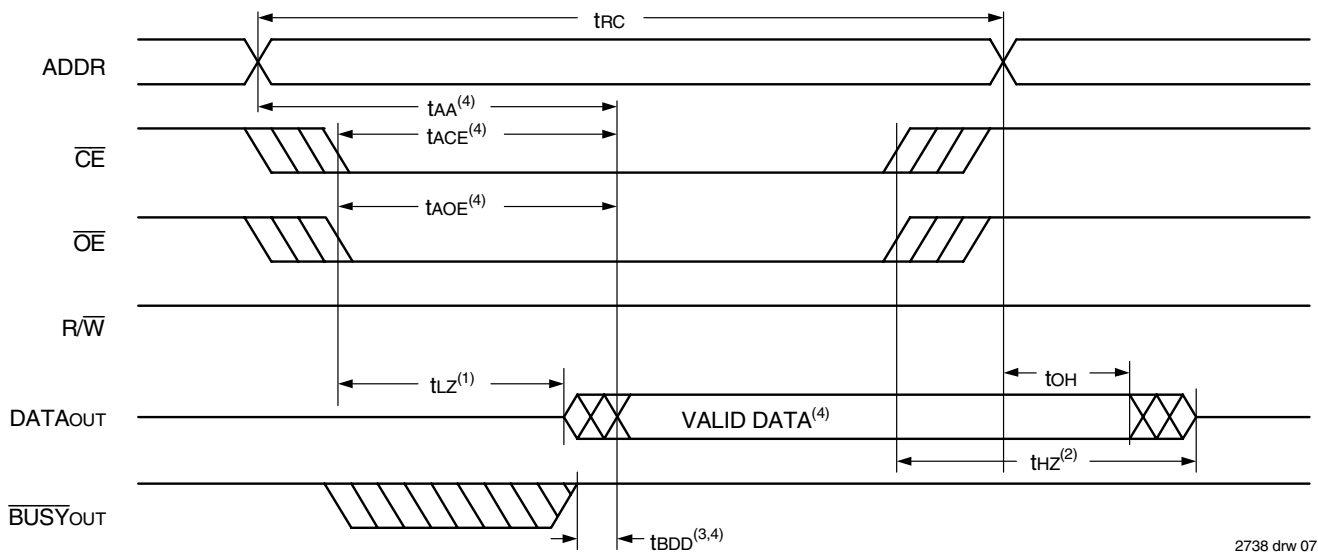 tRC
ADDR
tAA(4)
tACE(4)
CE
tAOE(4)
OE
R/W
tLZ(1)
tOH
DATAOUT
VALID DATA(4)
tHZ(2)
BUSYOUT
tBDD(3,4)
2738 drw 07